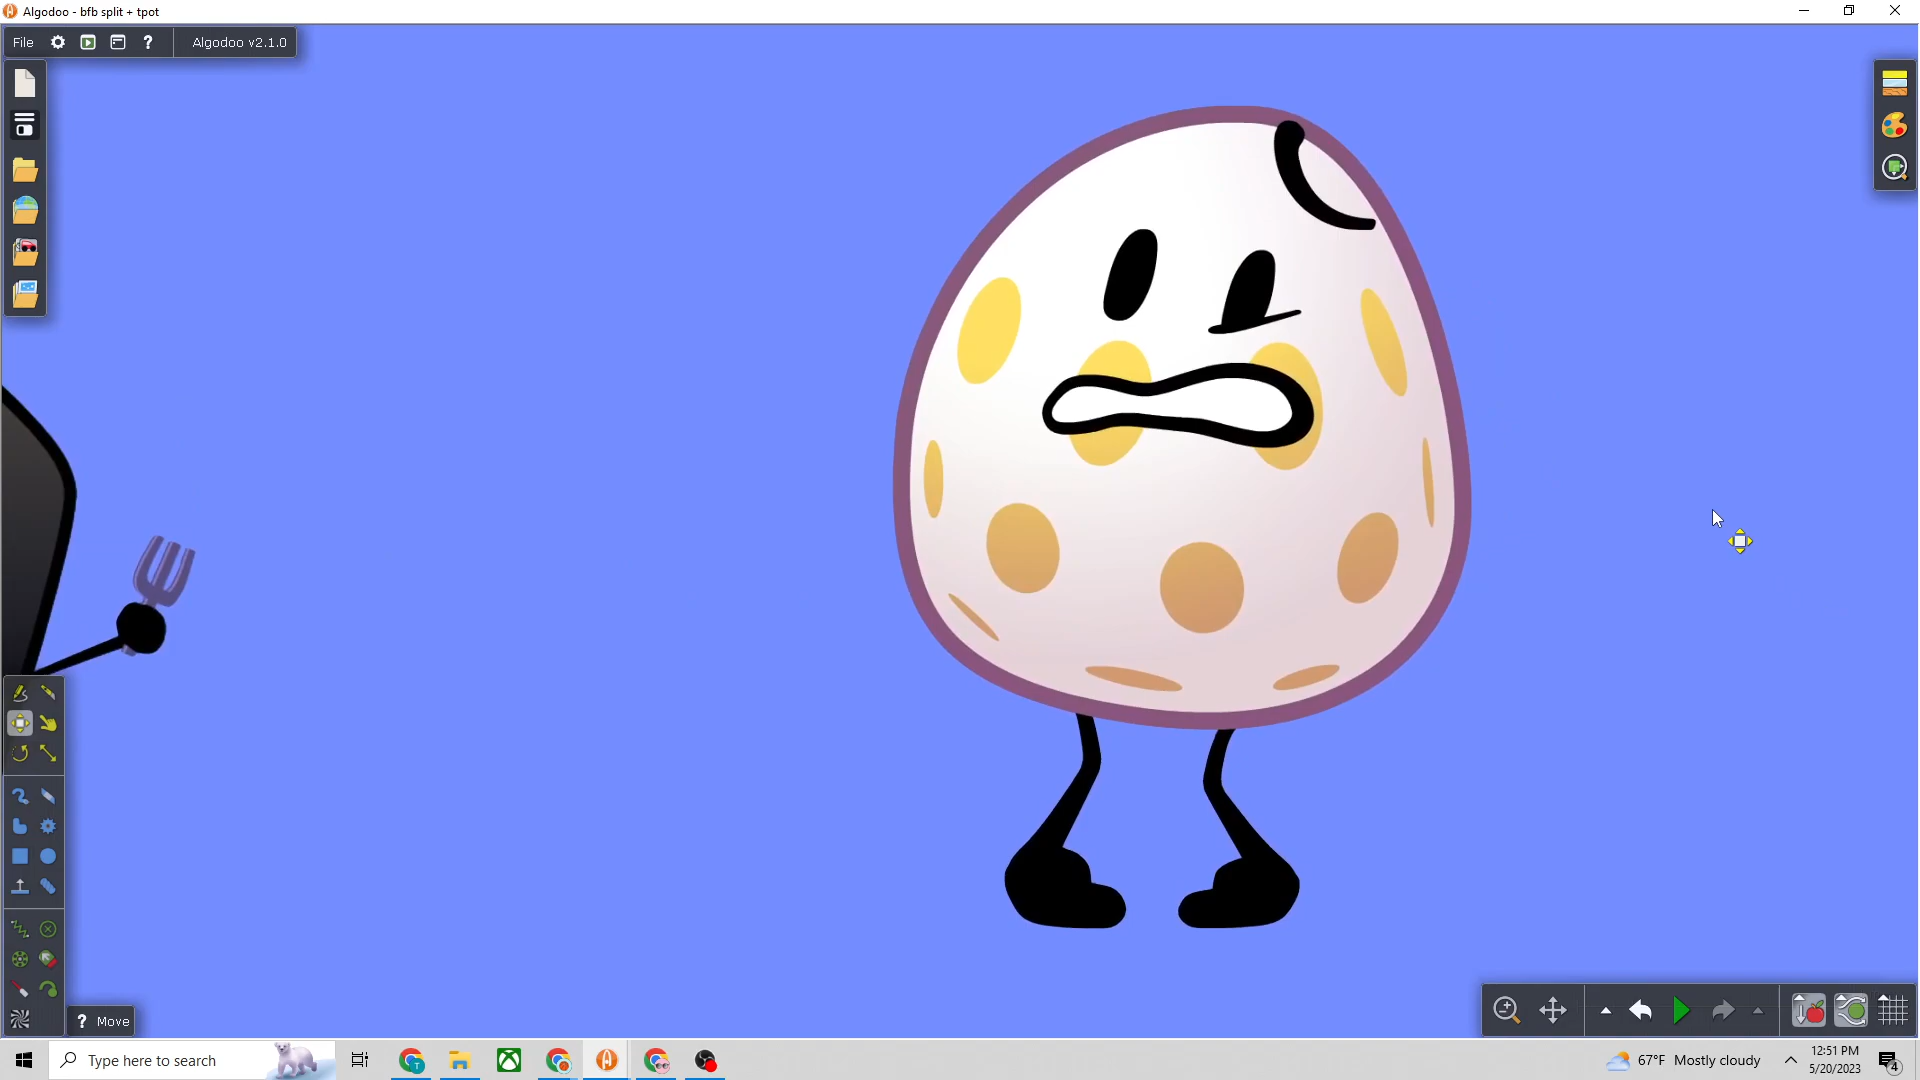 Algodoo - bfb split + tpot
File ? Algodoo v2.1.0
? Move
Type here to search
67°F Mostly cloudy
12:51 PM
5/20/2023
4